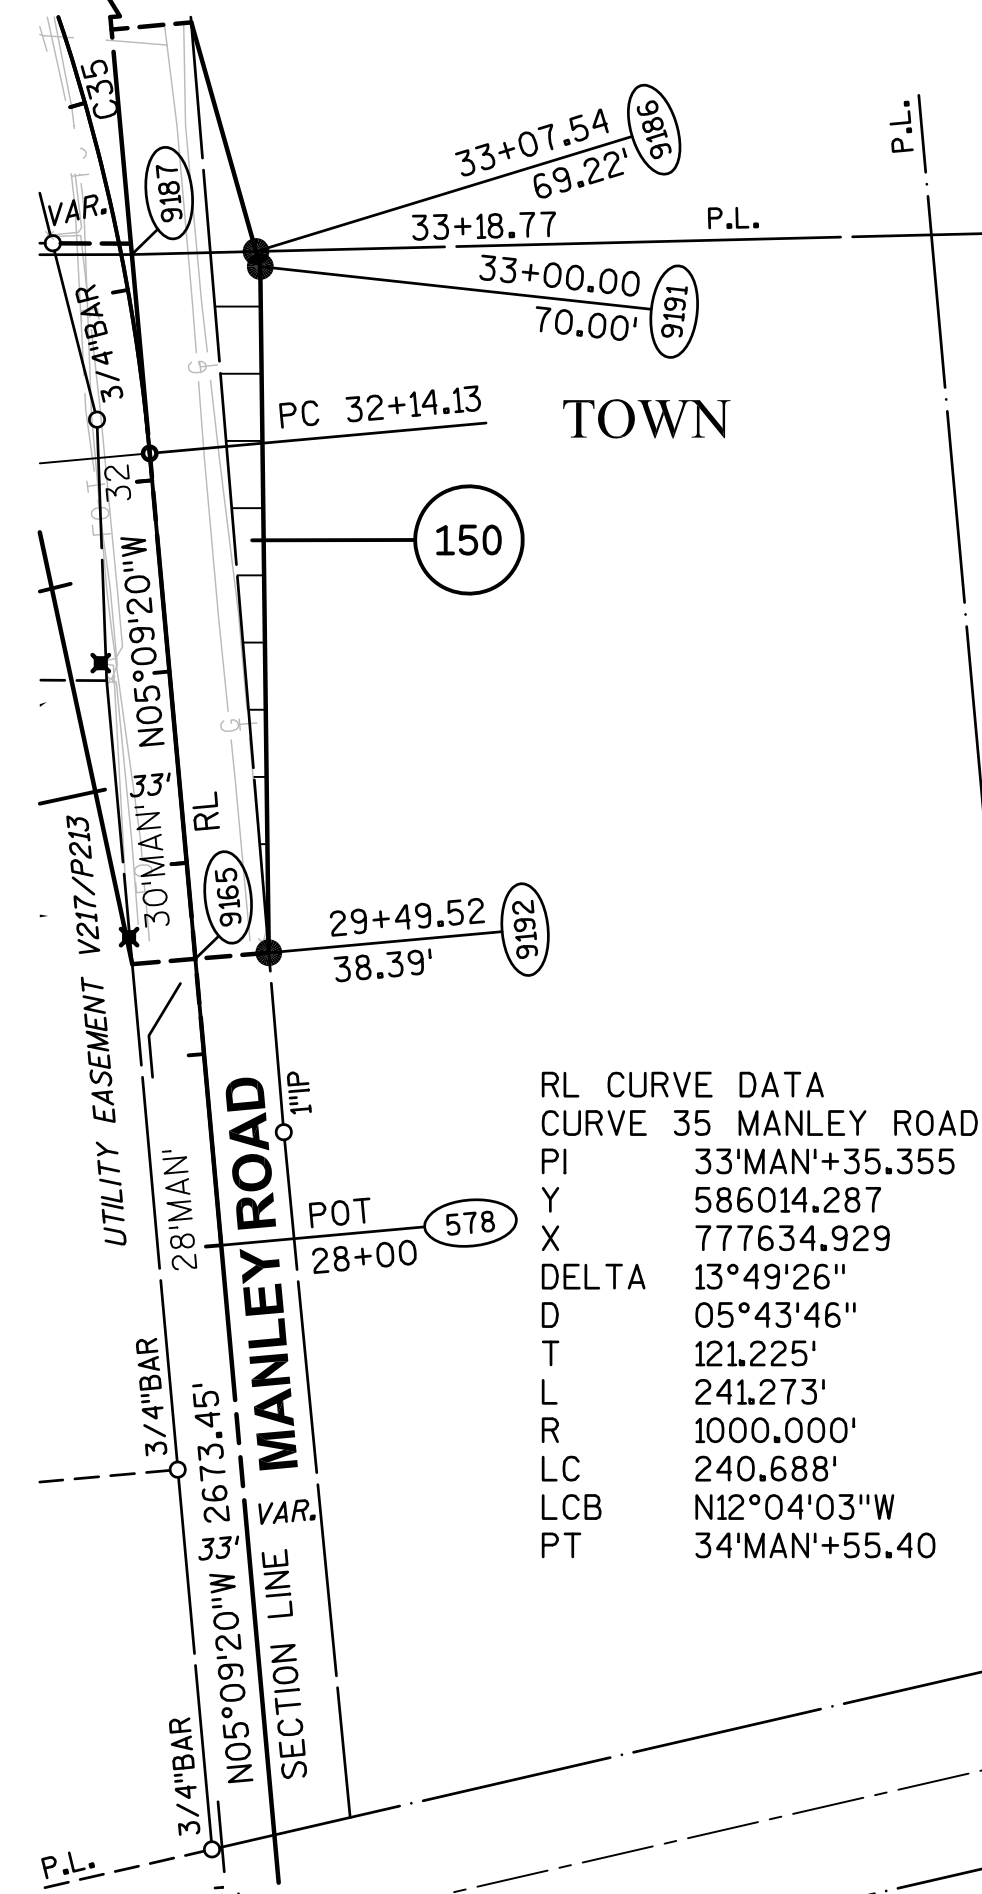 C35
33+07.54
69.22'
9186
P.L.
9187
VAR.
33+18.77
P.L.
33+00.00
70.00'
9191
3/4"BAR
PC 32+14.13
TOWN
32
150
N05°09'20"W
G
G
33'
30'MAN'
RL
UTILITY EASEMENT V217/P213
9165
29+49.52
38.39'
9192
MANLEY ROAD
1"IP
28'MAN'
POT
28+00
578
RL CURVE DATA
CURVE 35 MANLEY ROAD
PI 33'MAN'+35.355
Y 586014.287
X 777634.929
DELTA 13°49'26"
D 05°43'46"
T 121.225'
L 241.273'
R 1000.000'
LC 240.688'
LCB N12°04'03"W
PT 34'MAN'+55.40
3/4"BAR
N05°09'20"W 2673.45'
VAR.
33'
SECTION LINE
3/4"BAR
P.L.